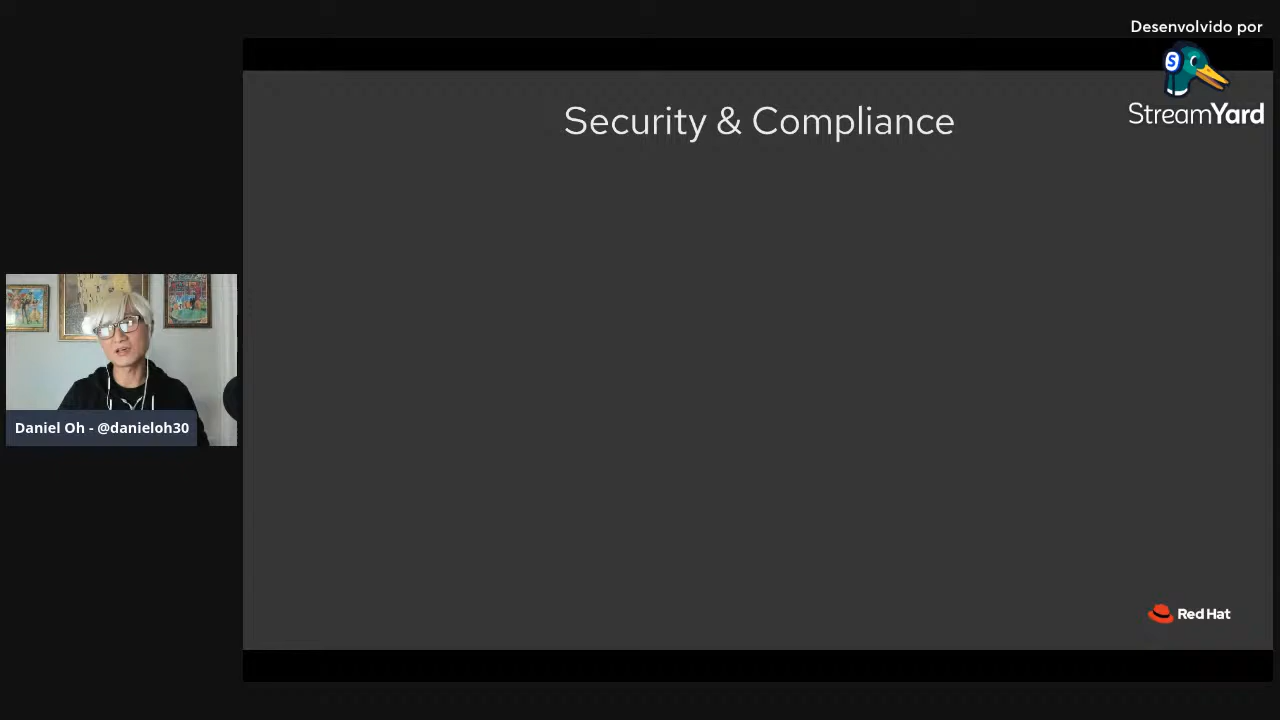 Desenvolvido por
StreamYard
Security & Compliance
Daniel Oh - @danieloh30
Red Hat